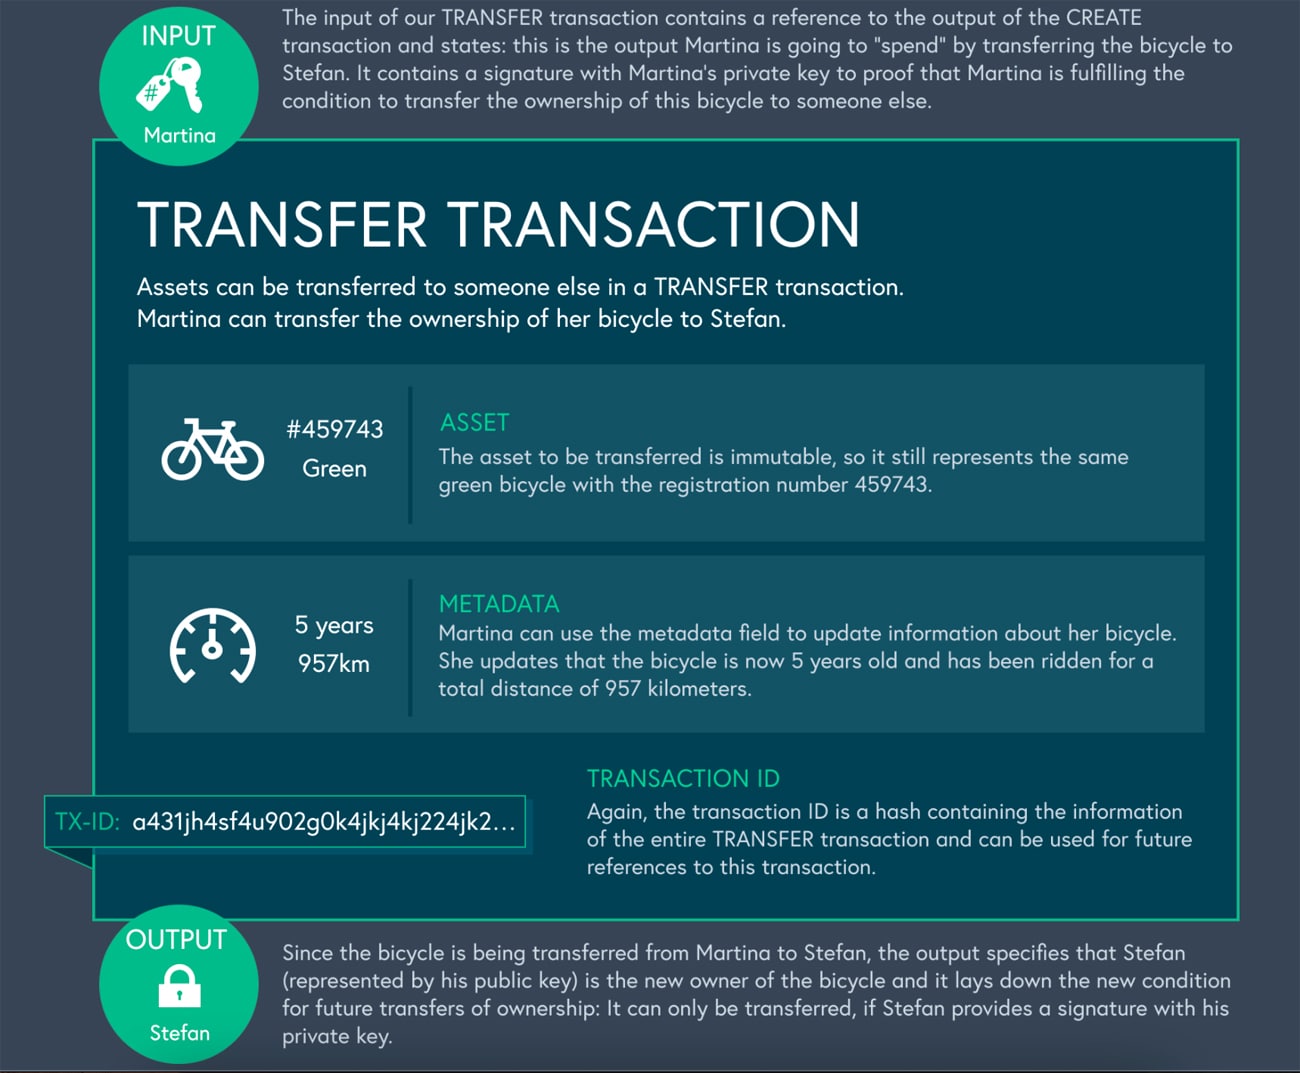 INPUT
#
Martina
The input of our TRANSFER transaction contains a reference to the output of the CREATE
transaction and states: this is the output Martina is going to "spend" by transferring the bicycle to
Stefan. It contains a signature with Martina's private key to proof that Martina is fulfilling the
condition to transfer the ownership of this bicycle to someone else.
TRANSFER TRANSACTION
Assets can be transferred to someone else in a TRANSFER transaction.
Martina can transfer the ownership of her bicycle to Stefan.
#459743
Green
ASSET
The asset to be transferred is immutable, so it still represents the same
green bicycle with the registration number 459743.
5 years
957km
METADATA
Martina can use the metadata field to update information about her bicycle.
She updates that the bicycle is now 5 years old and has been ridden for a
total distance of 957 kilometers.
TX-ID: a431jh4sf4u902g0k4jkj4kj224jk2...
TRANSACTION ID
Again, the transaction ID is a hash containing the information
of the entire TRANSFER transaction and can be used for future
references to this transaction.
OUTPUT
Stefan
Since the bicycle is being transferred from Martina to Stefan, the output specifies that Stefan
(represented by his public key) is the new owner of the bicycle and it lays down the new condition
for future transfers of ownership: It can only be transferred, if Stefan provides a signature with his
private key.